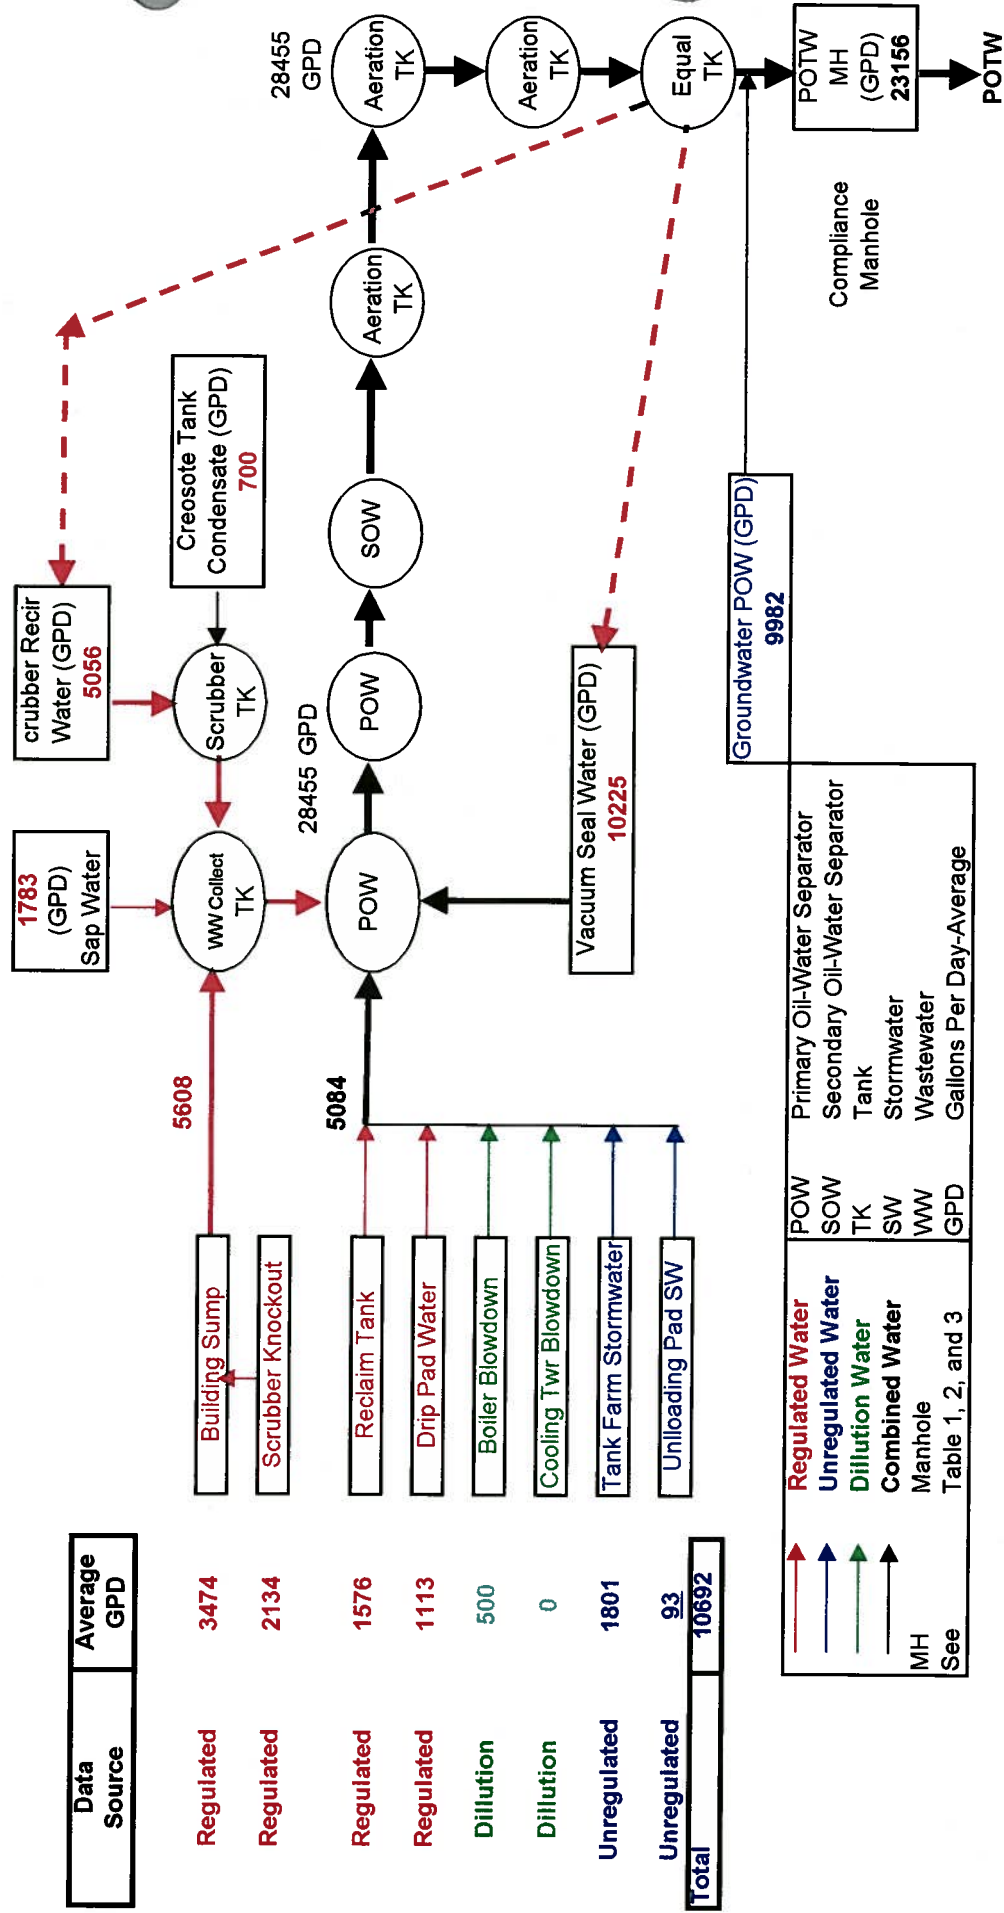 Data
Source
Average
GPD
Regulated
3474
Building Sump
Regulated
2134
Scrubber Knockout
Regulated
1576
Reclaim Tank
Regulated
1113
Drip Pad Water
Dillution
500
Boiler Blowdown
Dillution
0
Cooling Twr Blowdown
Unregulated
1801
Tank Farm Stormwater
Unregulated
93
Unlloading Pad SW
Total
10692
5608
5084
1783
(GPD)
Sap Water
crubber Recir
Water (GPD)
5056
WW Collect
TK
Scrubber
TK
Creosote Tank
Condensate (GPD)
700
POW
28455 GPD
POW
SOW
Aeration
TK
28455
GPD
Aeration
TK
Aeration
TK
Equal
TK
POTW
MH
(GPD)
23156
POTW
Compliance
Manhole
Vacuum Seal Water (GPD)
10225
Groundwater POW (GPD)
9982
Regulated Water
Unregulated Water
Dillution Water
Combined Water
MH
Manhole
See
Table 1, 2, and 3
POW
Primary Oil-Water Separator
SOW
Secondary Oil-Water Separator
TK
Tank
SW
Stormwater
WW
Wastewater
GPD
Gallons Per Day-Average